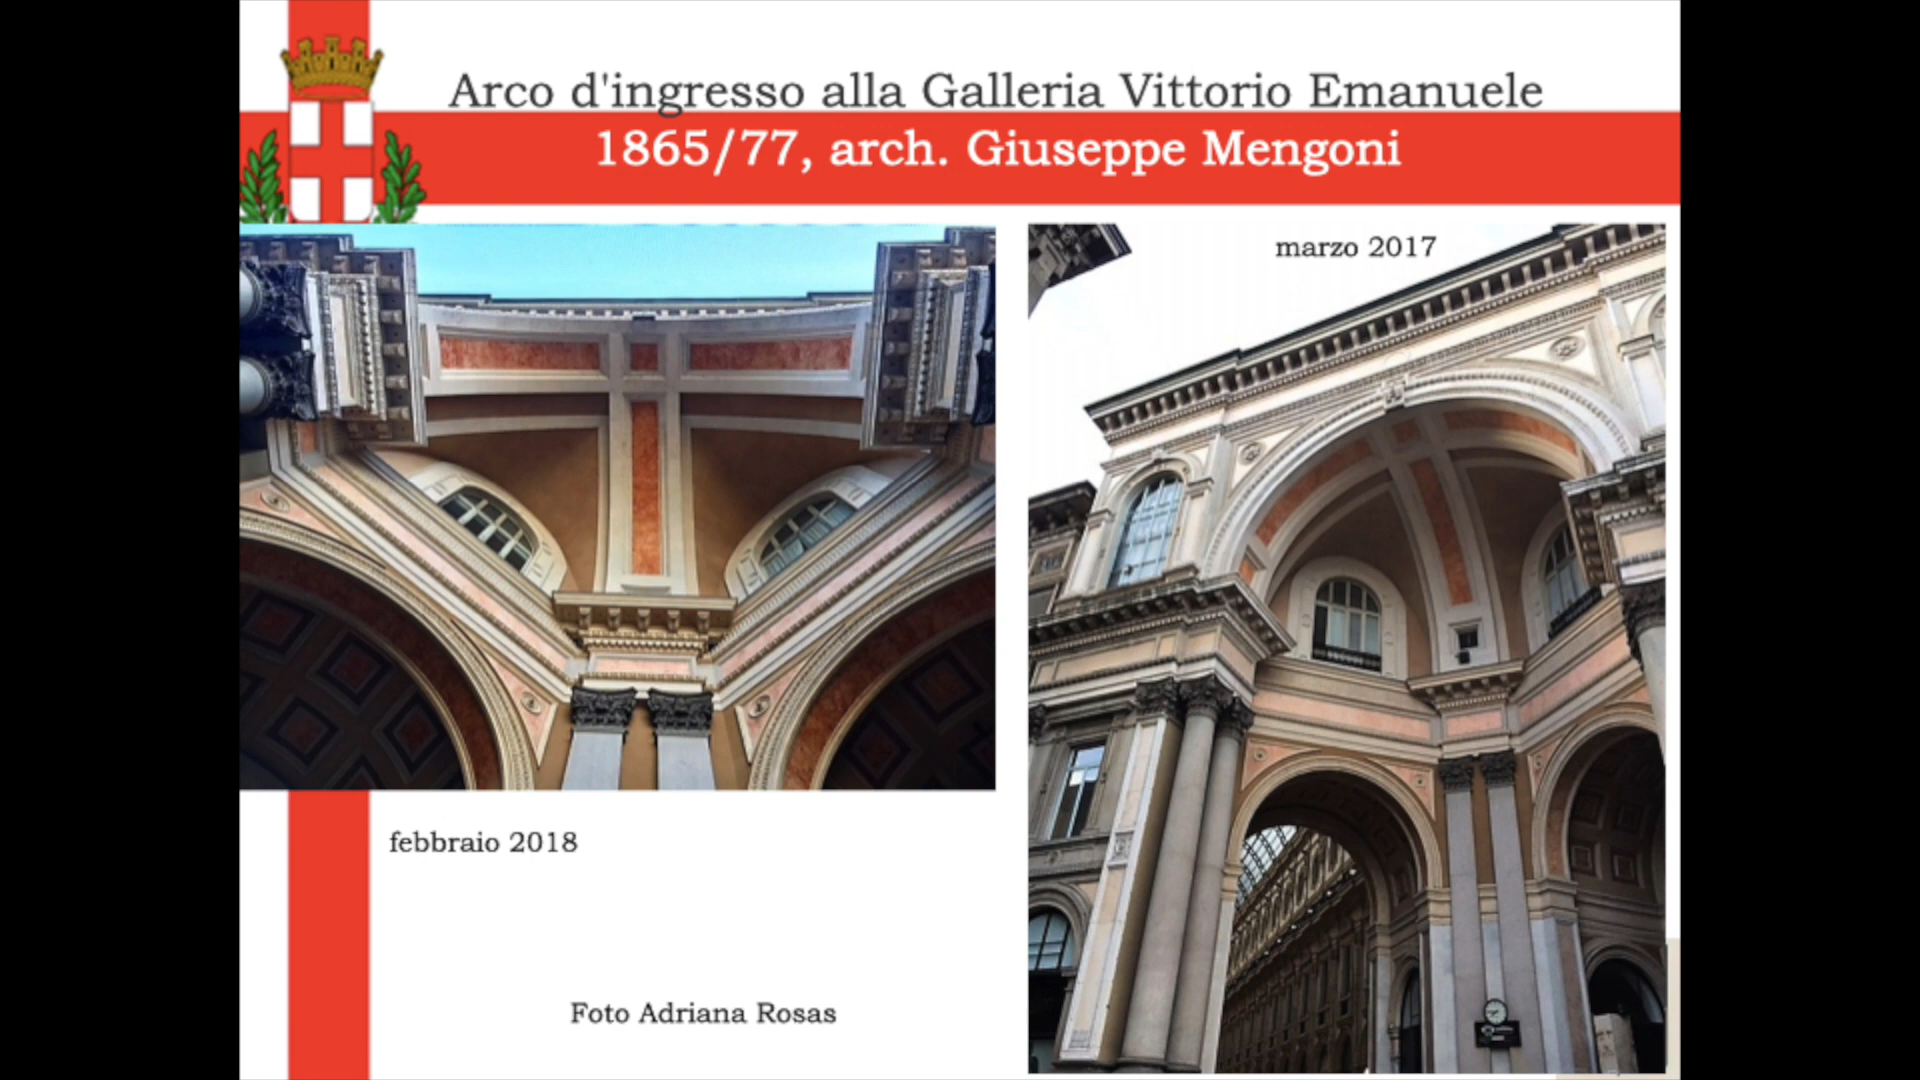 Arco d'ingresso alla Galleria Vittorio Emanuele
1865/77, arch. Giuseppe Mengoni
marzo 2017
febbraio 2018
Foto Adriana Rosas